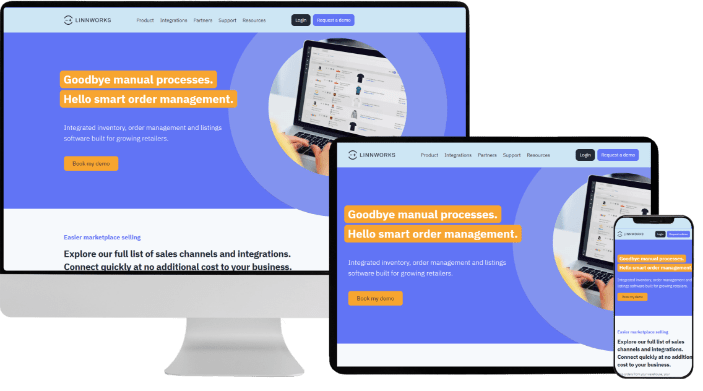 LINNWORKS
Product Integrations Partners Support Resources
Login Request a demo
Goodbye manual processes.
Hello smart order management.
Integrated inventory, order management and listings
software built for growing retailers.
Book my demo
Easier marketplace selling
Explore our full list of sales channels and integrations.
Connect quickly at no additional cost to your business.
LINNWORKS
Product Integrations Partners Support Resources
Login Request a demo
Goodbye manual processes.
Hello smart order management.
Integrated inventory, order management and listings
software built for growing retailers.
Book my demo
LINNWORKS
Login Request a demo
Goodbye manual processes.
Hello smart order management.
Integrated inventory, order management and
listings software built for growing retailers.
Book my demo
Easier marketplace selling
Explore our full list of sales
channels and integrations.
Connect quickly at no additional
cost to your business.